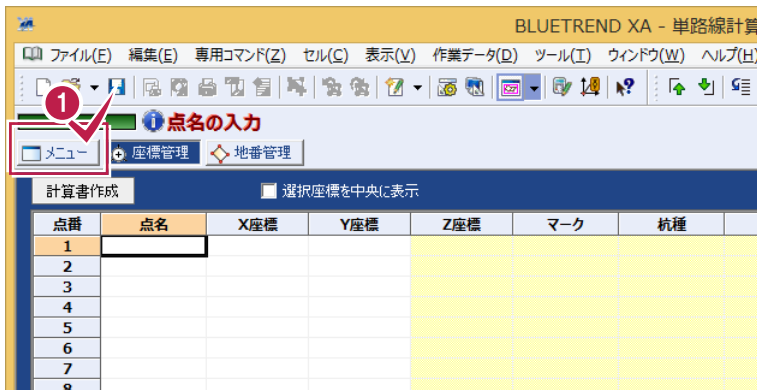 BLUETREND XA - 単路線計算
ファイル(F) 編集(E) 専用コマンド(Z) セル(C) 表示(V) 作業データ(D) ツール(T) ウィンドウ(W) ヘルプ(H)
1
点名の入力
メニュー 座標管理 地番管理
計算書作成 選択座標を中央に表示
点番 点名 X座標 Y座標 Z座標 マーク 杭種
1
2
3
4
5
6
7
8